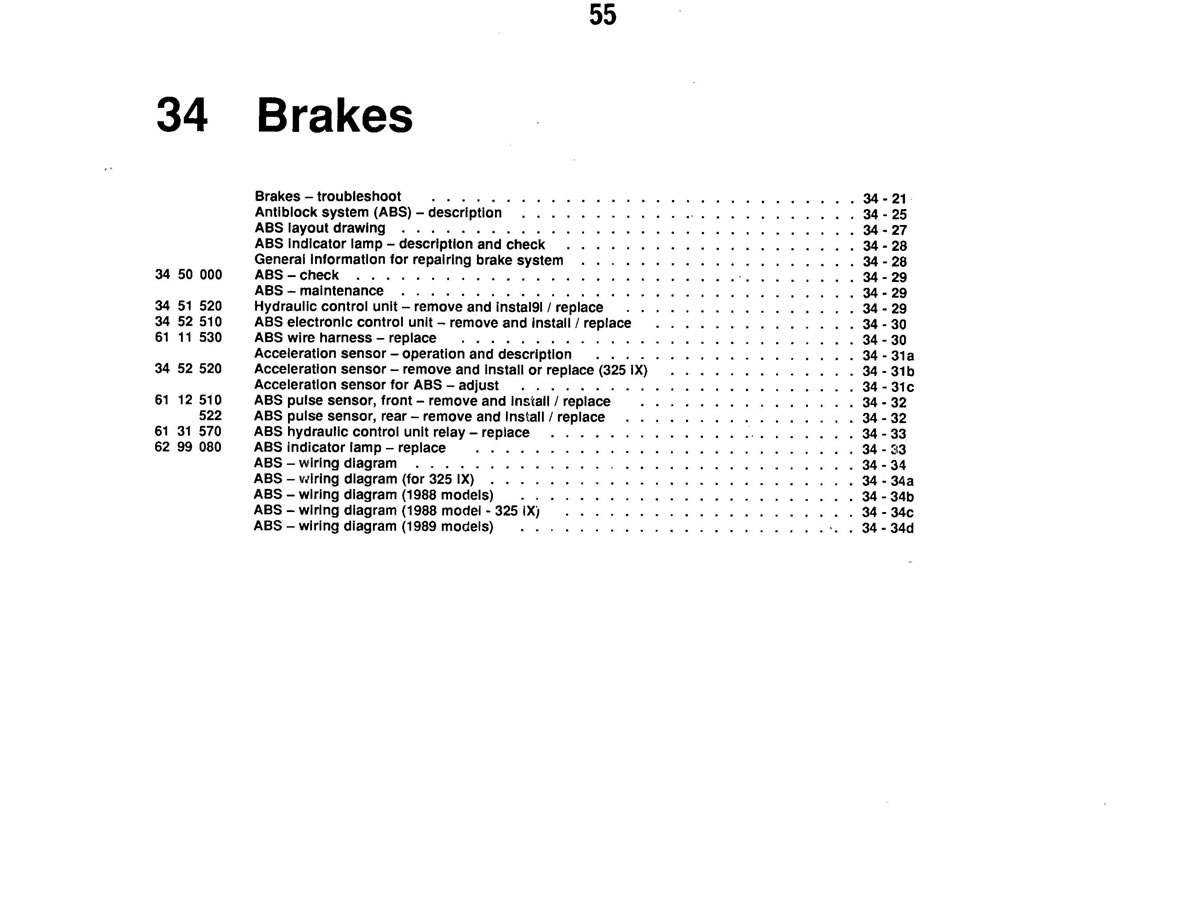 55
34 Brakes
Brakes – troubleshoot . . . . . . . . . . . . . . . . . . . . . . . . . . . . . 34 - 21
Antiblock system (ABS) – description . . . . . . . . . . . . . . . . . . . . . . . 34 - 25
ABS layout drawing . . . . . . . . . . . . . . . . . . . . . . . . . . . . . . . 34 - 27
ABS indicator lamp – description and check . . . . . . . . . . . . . . . . . . . . 34 - 28
General information for repairing brake system . . . . . . . . . . . . . . . . . . . 34 - 28
34 50 000 ABS – check . . . . . . . . . . . . . . . . . . . . . . . . . . . . . . . . . . 34 - 29
ABS – maintenance . . . . . . . . . . . . . . . . . . . . . . . . . . . . . . . 34 - 29
34 51 520 Hydraulic control unit – remove and instal9l / replace . . . . . . . . . . . . . . . . 34 - 29
34 52 510 ABS electronic control unit – remove and install / replace . . . . . . . . . . . . . . 34 - 30
61 11 530 ABS wire harness – replace . . . . . . . . . . . . . . . . . . . . . . . . . . . 34 - 30
Acceleration sensor – operation and description . . . . . . . . . . . . . . . . . . 34 - 31a
34 52 520 Acceleration sensor – remove and install or replace (325 iX) . . . . . . . . . . . . . 34 - 31b
Acceleration sensor for ABS – adjust . . . . . . . . . . . . . . . . . . . . . . . 34 - 31c
61 12 510 ABS pulse sensor, front – remove and install / replace . . . . . . . . . . . . . . . 34 - 32
522 ABS pulse sensor, rear – remove and install / replace . . . . . . . . . . . . . . . . 34 - 32
61 31 570 ABS hydraulic control unit relay – replace . . . . . . . . . . . . . . . . . . . . . 34 - 33
62 99 080 ABS indicator lamp – replace . . . . . . . . . . . . . . . . . . . . . . . . . . 34 - 33
ABS – wiring diagram . . . . . . . . . . . . . . . . . . . . . . . . . . . . . . 34 - 34
ABS – wiring diagram (for 325 iX) . . . . . . . . . . . . . . . . . . . . . . . . . 34 - 34a
ABS – wiring diagram (1988 models) . . . . . . . . . . . . . . . . . . . . . . . 34 - 34b
ABS – wiring diagram (1988 model - 325 iX) . . . . . . . . . . . . . . . . . . . . 34 - 34c
ABS – wiring diagram (1989 models) . . . . . . . . . . . . . . . . . . . . . . . 34 - 34d